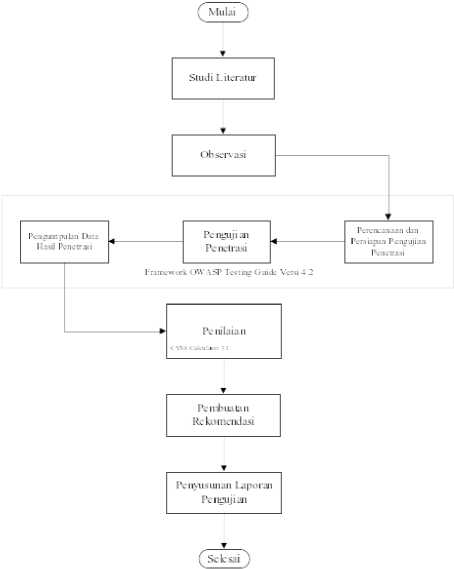 Mulai
Studi Literatur
Observasi
Perencanaan dan
Persiapan Pengujian
Penetrasi
Pengujian
Penetrasi
Pengumpulan Data
Hasil Penetrasi
Framework OWASP Testing Guide Versi 4.2
Penilaian
CVSS Calculator 3.1
Pembuatan
Rekomendasi
Penyusunan Laporan
Pengujian
Selesai